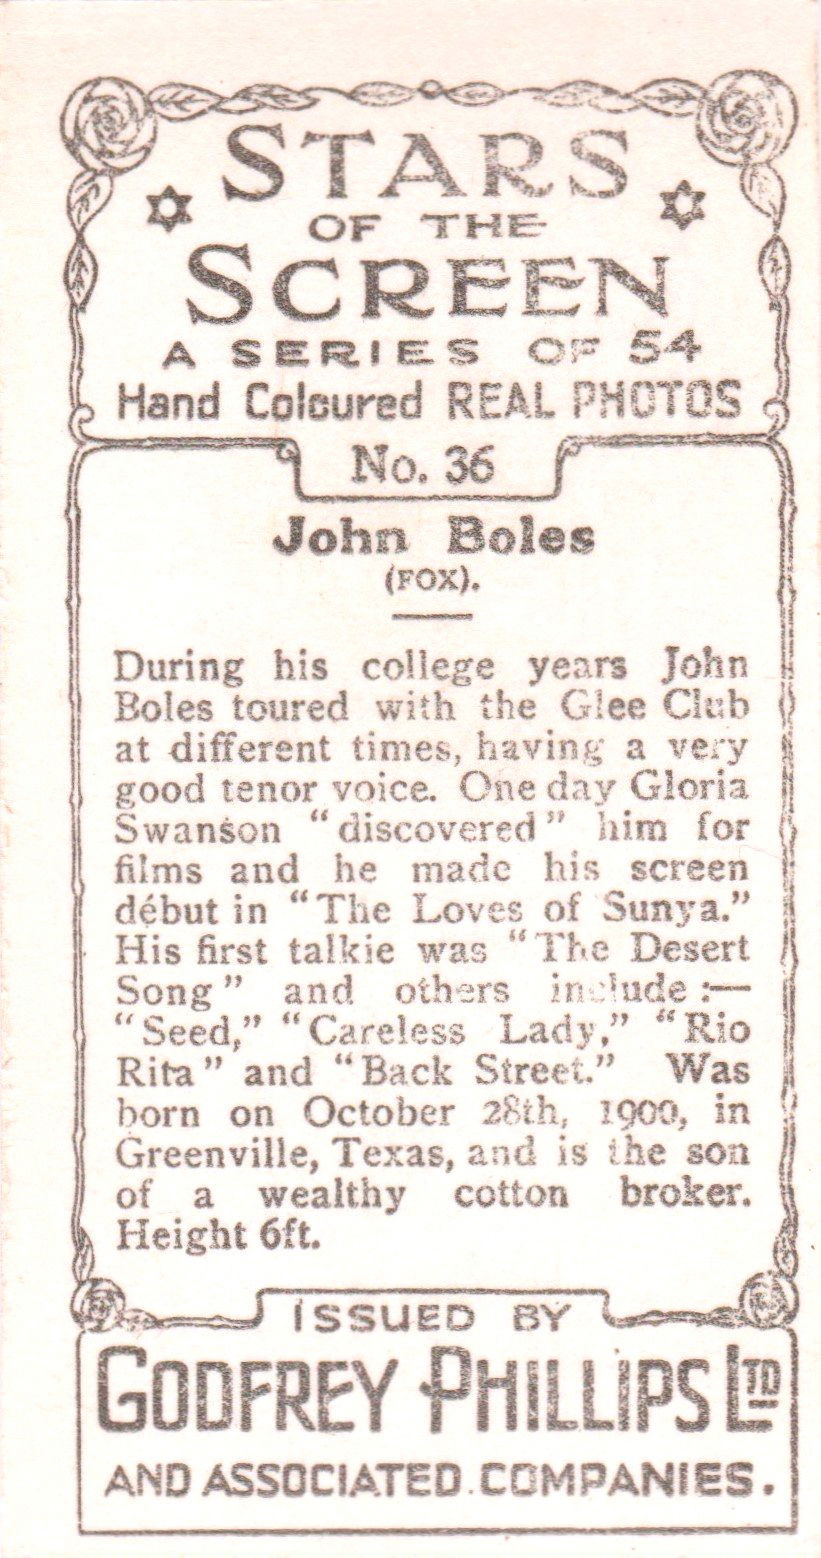 STARS
OF THE
SCREEN
A SERIES OF 54
Hand Coloured REAL PHOTOS
No. 36
John Boles
(FOX).
During his college years John
Boles toured with the Glee Club
at different times, having a very
good tenor voice. One day Gloria
Swanson "discovered" him for
films and he made his screen
début in "The Loves of Sunya."
His first talkie was "The Desert
Song" and others include :—
"Seed," "Careless Lady," "Rio
Rita" and "Back Street." Was
born on October 28th, 1900, in
Greenville, Texas, and is the son
of a wealthy cotton broker.
Height 6ft.
ISSUED BY
GODFREY PHILLIPS LTD
AND ASSOCIATED COMPANIES.